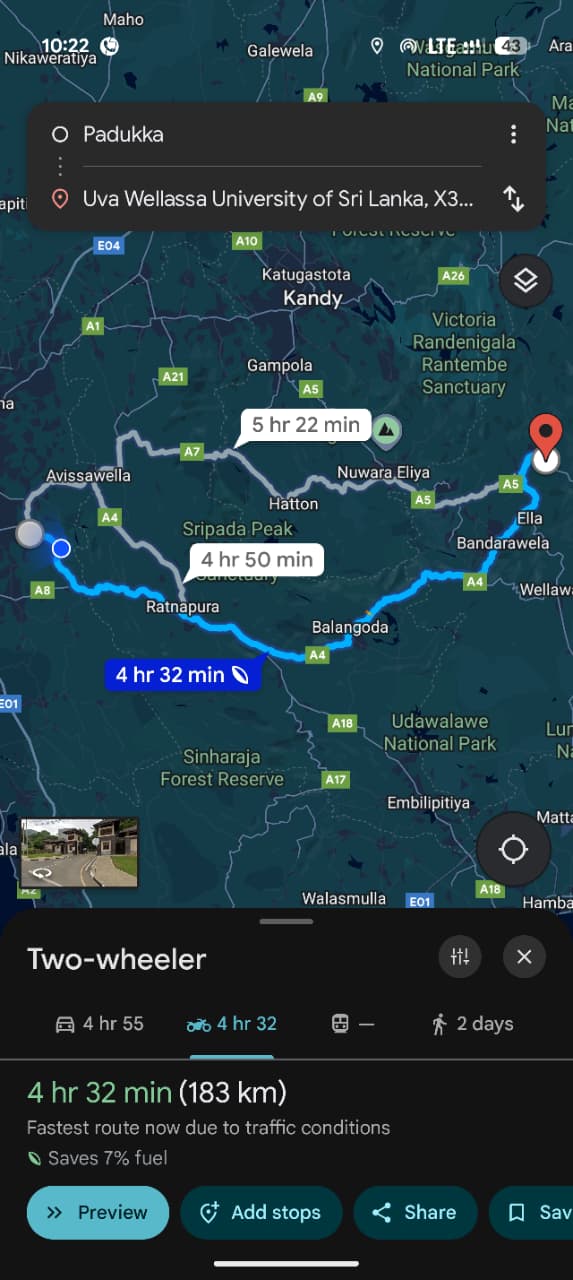 Maho
10:22
LTE
43
Nikaweratiya
Galewela
National Park
A9
Padukka
Uva Wellassa University of Sri Lanka, X3...
Forest Reserve
E04
A10
Katugastota
A26
Kandy
A1
Victoria
Randenigala
Rantembe
Sanctuary
Gampola
A21
A5
5 hr 22 min
A7
Avissawella
Nuwara Eliya
A5
A5
Hatton
A4
Ella
Sripada Peak
Sanctuary
Bandarawela
4 hr 50 min
A4
A8
Ratnapura
Balangoda
A4
4 hr 32 min
E01
A18
Udawalawe
National Park
Sinharaja
Forest Reserve
A17
Embilipitiya
A2
Walasmulla
E01
A18
Two-wheeler
4 hr 55
4 hr 32
—
2 days
4 hr 32 min (183 km)
Fastest route now due to traffic conditions
Saves 7% fuel
Preview
Add stops
Share
Sav